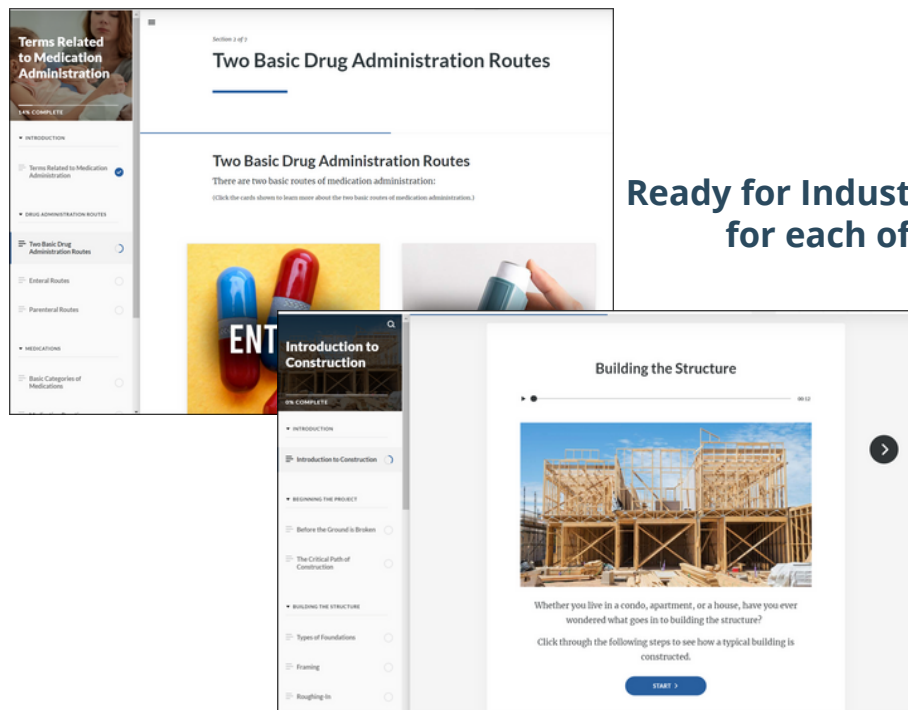 Terms Related
to Medication
Administration
14% COMPLETE
INTRODUCTION
Terms Related to Medication
Administration
DRUG ADMINISTRATION ROUTES
Two Basic Drug
Administration Routes
Enteral Routes
Parenteral Routes
MEDICATIONS
Basic Categories of
Medications
Section 2 of 7
Two Basic Drug Administration Routes
Two Basic Drug Administration Routes
There are two basic routes of medication administration:
(Click the cards shown to learn more about the two basic routes of medication administration.)
ENT
Ready for Indust
for each of
Introduction to
Construction
0% COMPLETE
INTRODUCTION
Introduction to Construction
BEGINNING THE PROJECT
Before the Ground is Broken
The Critical Path of
Construction
BUILDING THE STRUCTURE
Types of Foundations
Framing
Roughing-In
Building the Structure
00:12
Whether you live in a condo, apartment, or a house, have you ever
wondered what goes in to building the structure?
Click through the following steps to see how a typical building is
constructed.
START >